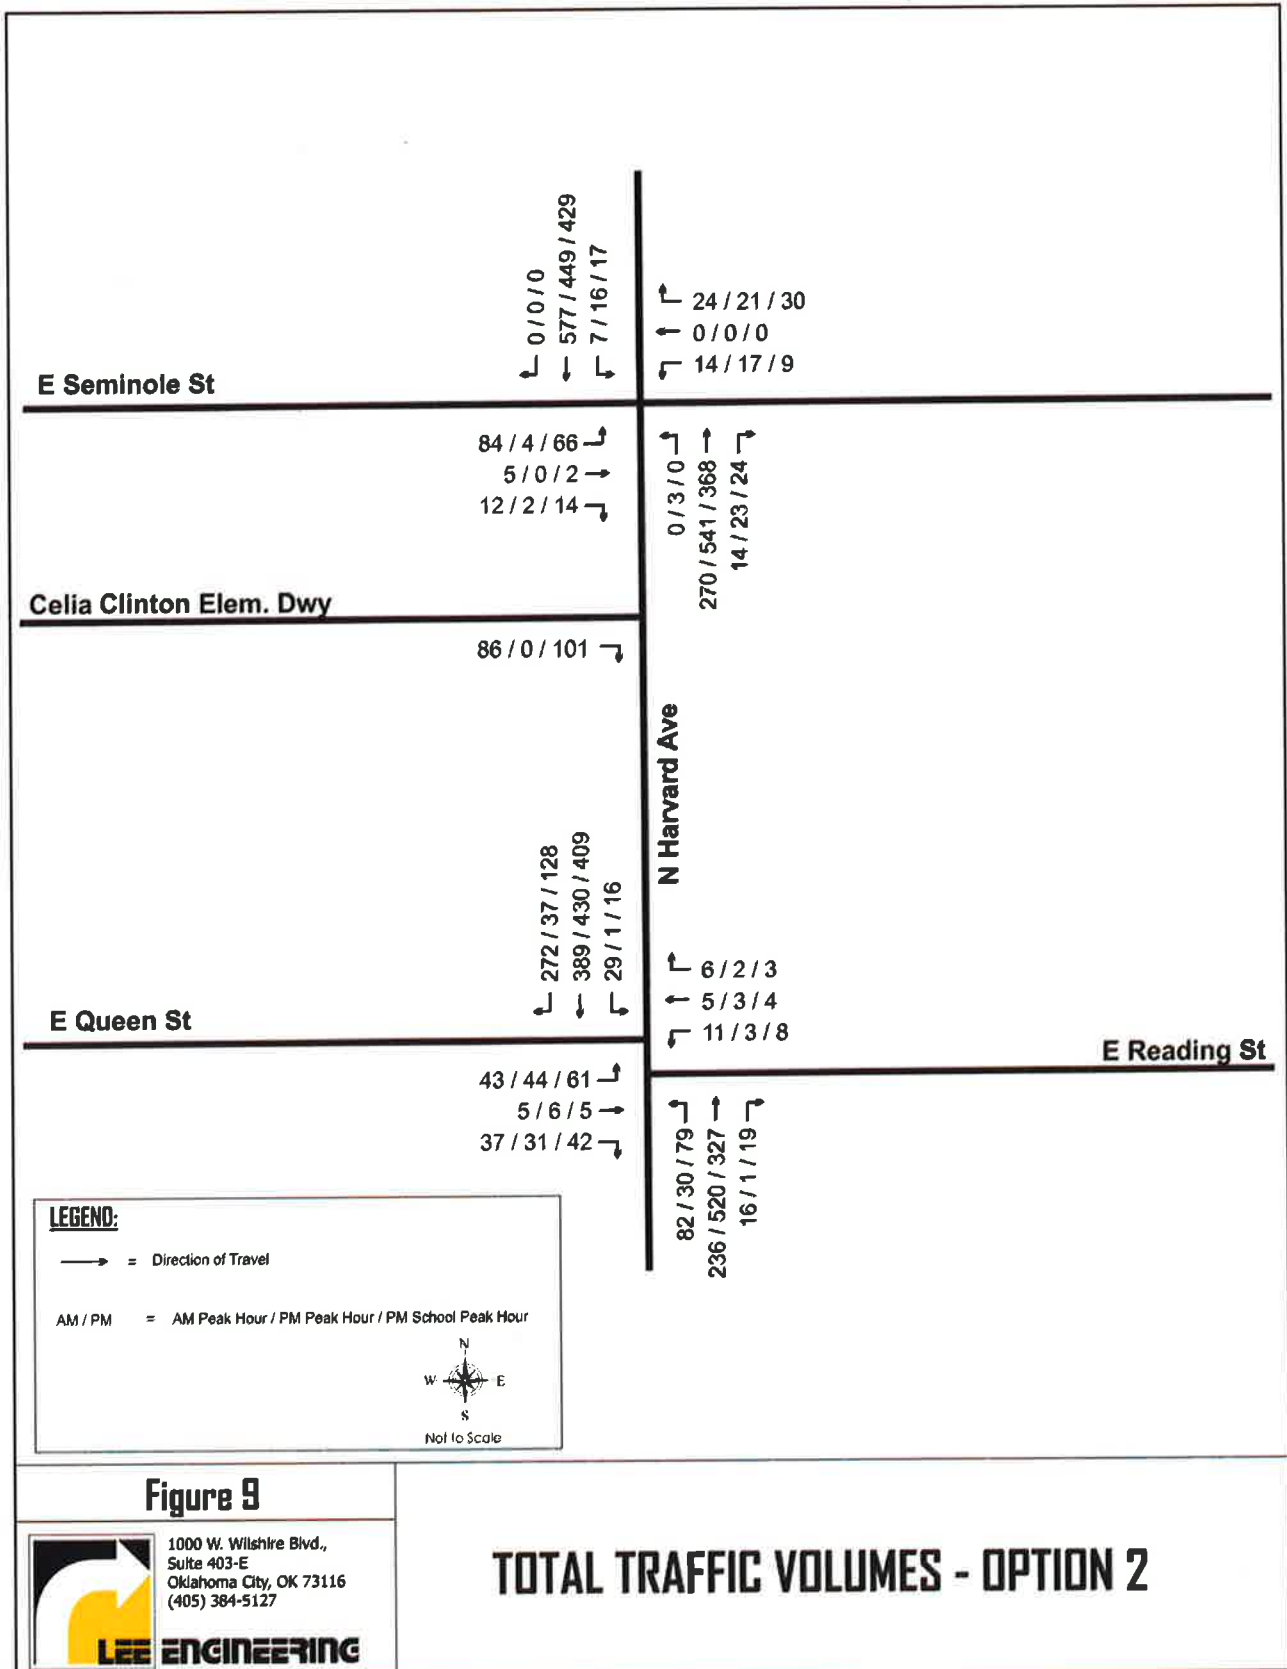 0 / 0 / 0
577 / 449 / 429
7 / 16 / 17
24 / 21 / 30
0 / 0 / 0
14 / 17 / 9
E Seminole St
84 / 4 / 66
5 / 0 / 2
12 / 2 / 14
0 / 3 / 0
270 / 541 / 368
14 / 23 / 24
Celia Clinton Elem. Dwy
86 / 0 / 101
N Harvard Ave
272 / 37 / 128
389 / 430 / 409
29 / 1 / 16
6 / 2 / 3
5 / 3 / 4
11 / 3 / 8
E Queen St
E Reading St
43 / 44 / 61
5 / 6 / 5
37 / 31 / 42
82 / 30 / 79
236 / 520 / 327
16 / 1 / 19
LEGEND:
= Direction of Travel
AM / PM = AM Peak Hour / PM Peak Hour / PM School Peak Hour
N
W E
S
Not to Scale
Figure 9
1000 W. Wilshire Blvd.,
Suite 403-E
Oklahoma City, OK 73116
(405) 384-5127
LEE ENGINEERING
TOTAL TRAFFIC VOLUMES - OPTION 2